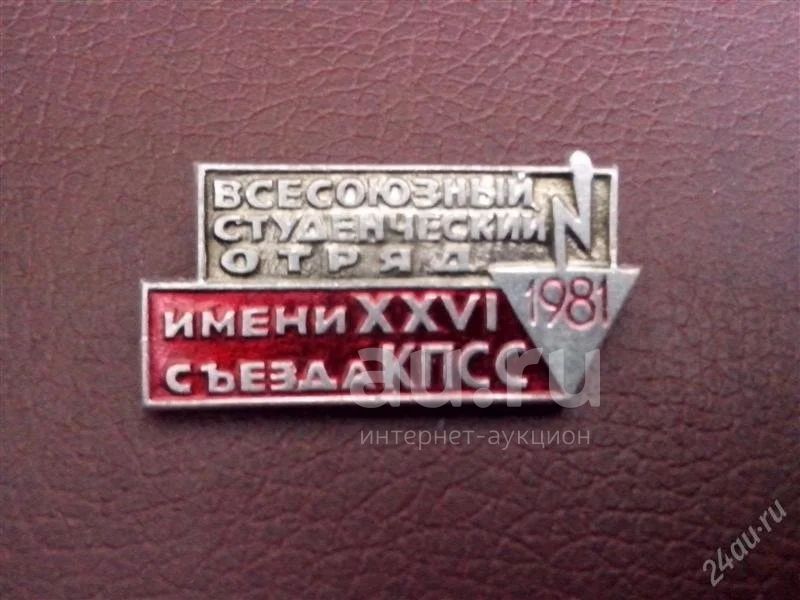 ВСЕСОЮЗНЫЙ
СТУДЕНЧЕСКИЙ
ОТРЯД
1981
ИМЕНИ XXVI
СЪЕЗДА КПСС
au.ru
интернет-аукцион
24au.ru